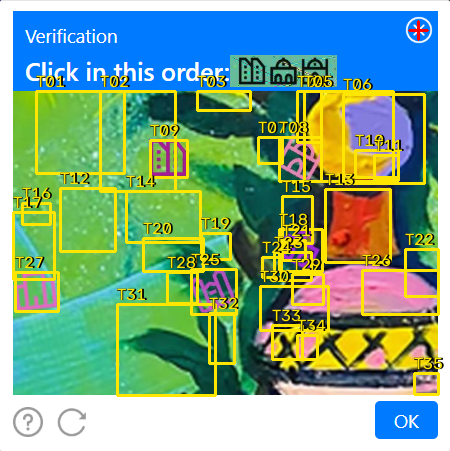 Verification
Click in this order:
T01 T02 T03 T05 T06
T07 T08 T09 T10 T11
T12 T13 T14 T15
T16 T17 T18 T19
T20 T21 T22 T23
T25 T26 T27 T28 T29
T30 T31 T32
T33 T34 T35
OK